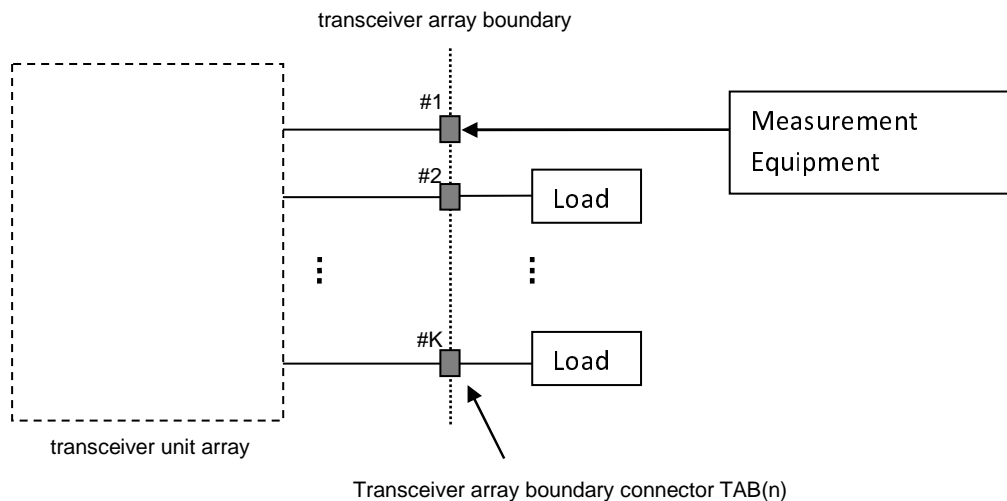 transceiver array boundary
#1
Measurement
Equipment
#2
Load
#K
Load
transceiver unit array
Transceiver array boundary connector TAB(n)